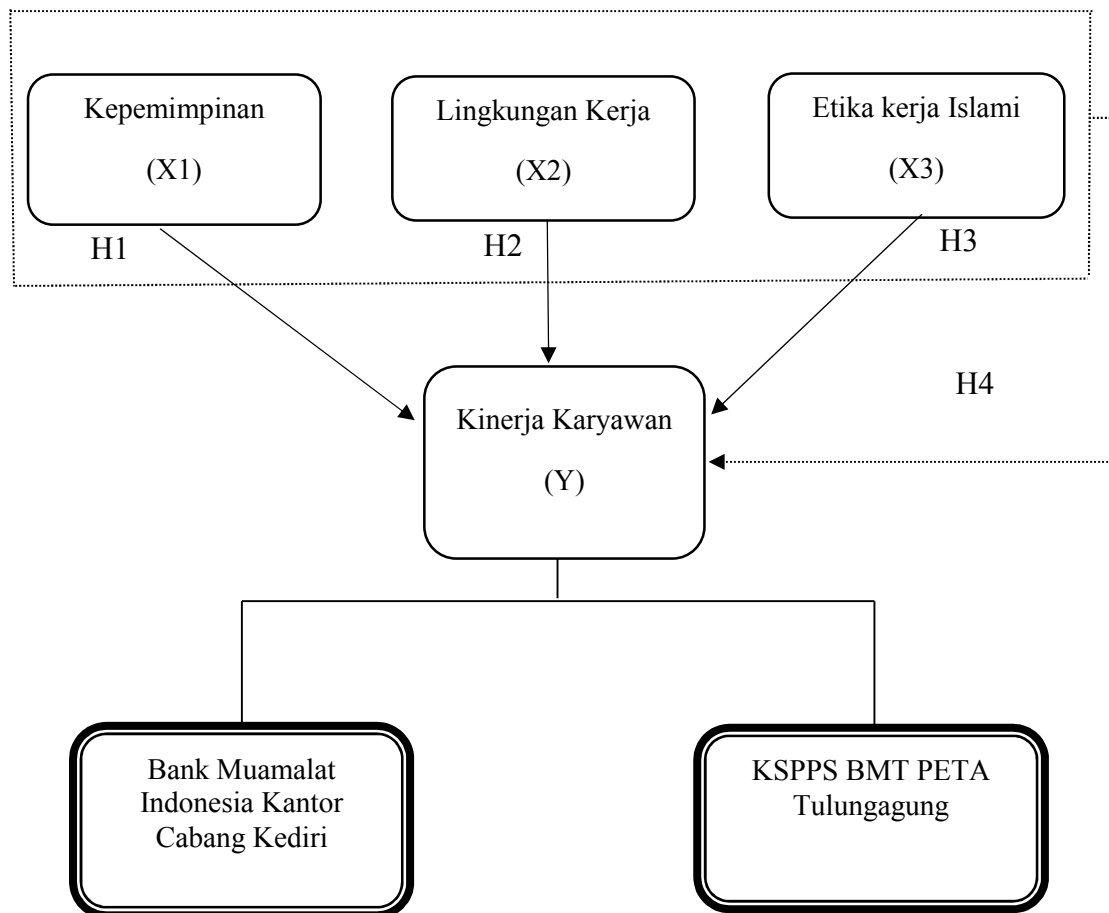 Kepemimpinan
(X1)
Lingkungan Kerja
(X2)
Etika kerja Islami
(X3)
H1
H2
H3
H4
Kinerja Karyawan
(Y)
Bank Muamalat
Indonesia Kantor
Cabang Kediri
KSPPS BMT PETA
Tulungagung